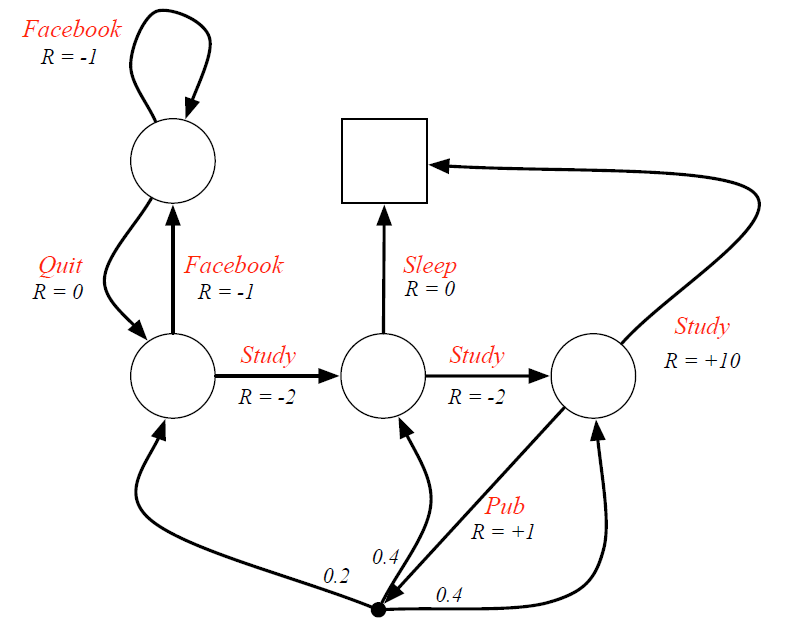 Facebook
R = -1
Quit
R = 0
Facebook
R = -1
Sleep
R = 0
Study
R = -2
Study
R = -2
Study
R = +10
Pub
R = +1
0.2
0.4
0.4